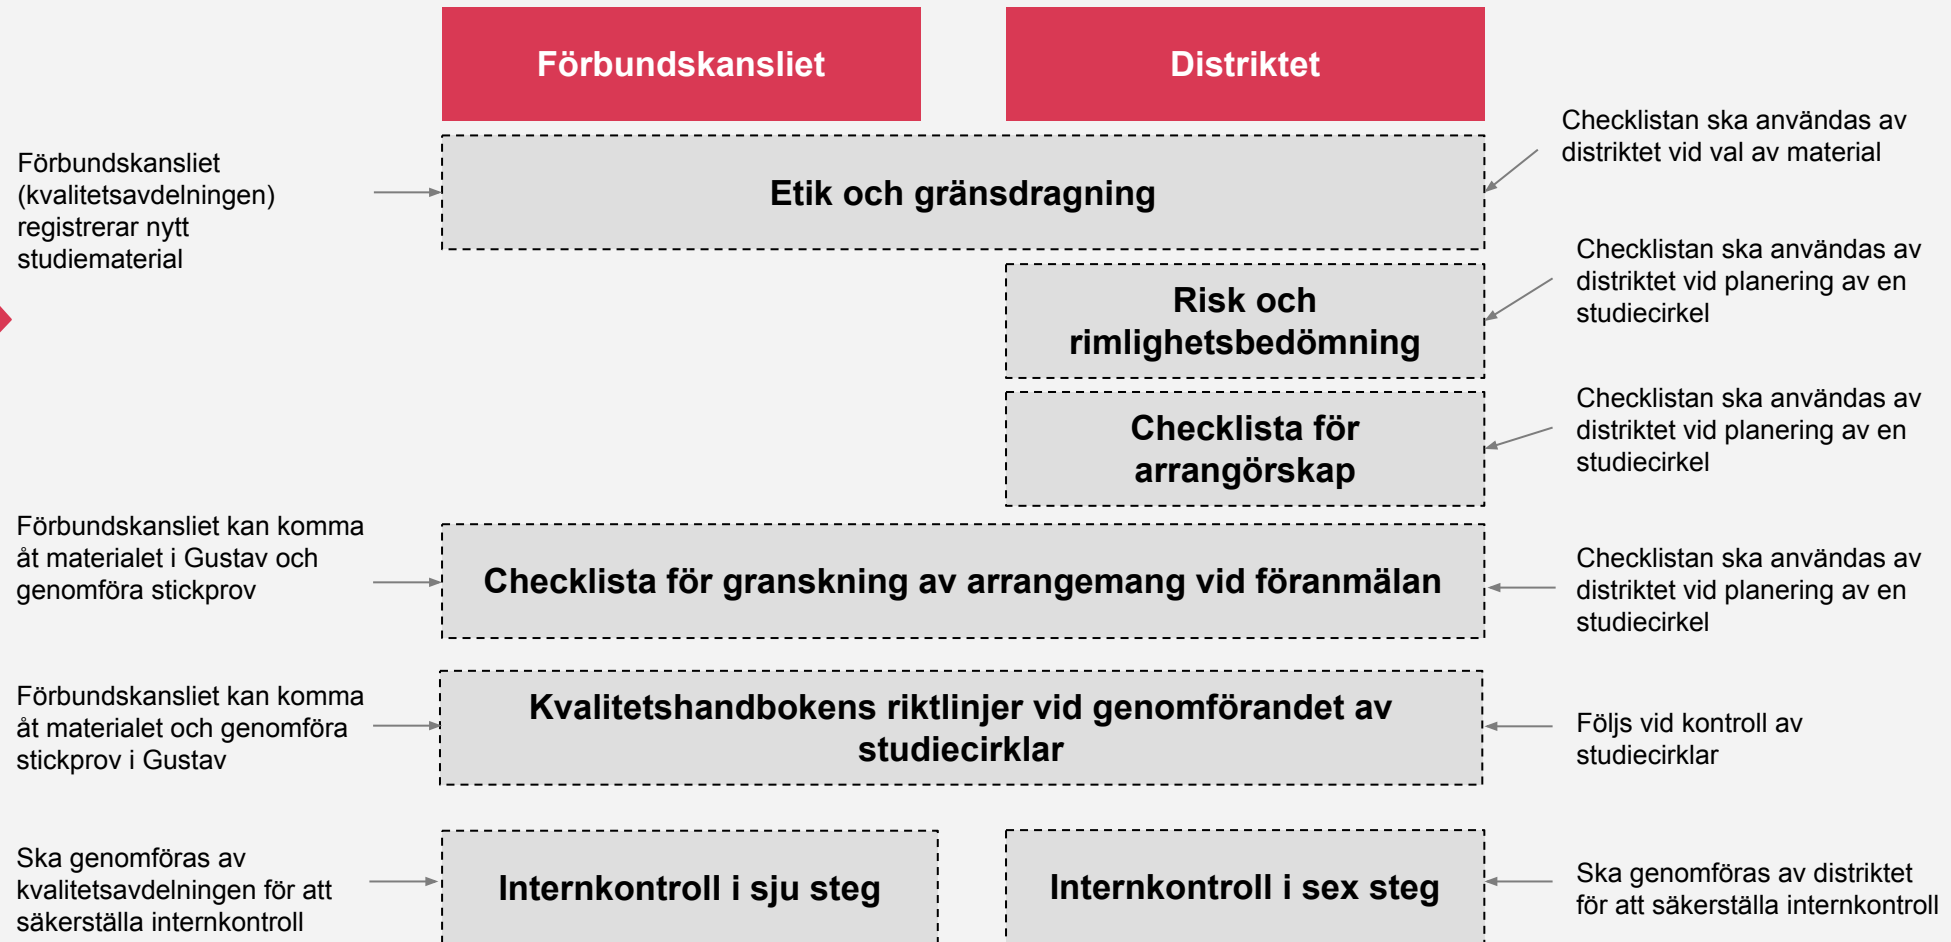 Förbundskansliet
Distriktet
Checklistan ska användas av
distriktet vid val av material
Förbundskansliet
(kvalitetsavdelningen)
registrerar nytt
studiematerial
Etik och gränsdragning
Checklistan ska användas av
distriktet vid planering av en
studiecirkel
Risk och
rimlighetsbedömning
Checklistan ska användas av
distriktet vid planering av en
studiecirkel
Checklista för
arrangörskap
Förbundskansliet kan komma
åt materialet i Gustav och
genomföra stickprov
Checklista för granskning av arrangemang vid föranmälan
Checklistan ska användas av
distriktet vid planering av en
studiecirkel
Förbundskansliet kan komma
åt materialet och genomföra
stickprov i Gustav
Kvalitetshandbokens riktlinjer vid genomförandet av
studiecirklar
Följs vid kontroll av
studiecirklar
Ska genomföras av
kvalitetsavdelningen för att
säkerställa internkontroll
Internkontroll i sju steg
Internkontroll i sex steg
Ska genomföras av distriktet
för att säkerställa internkontroll